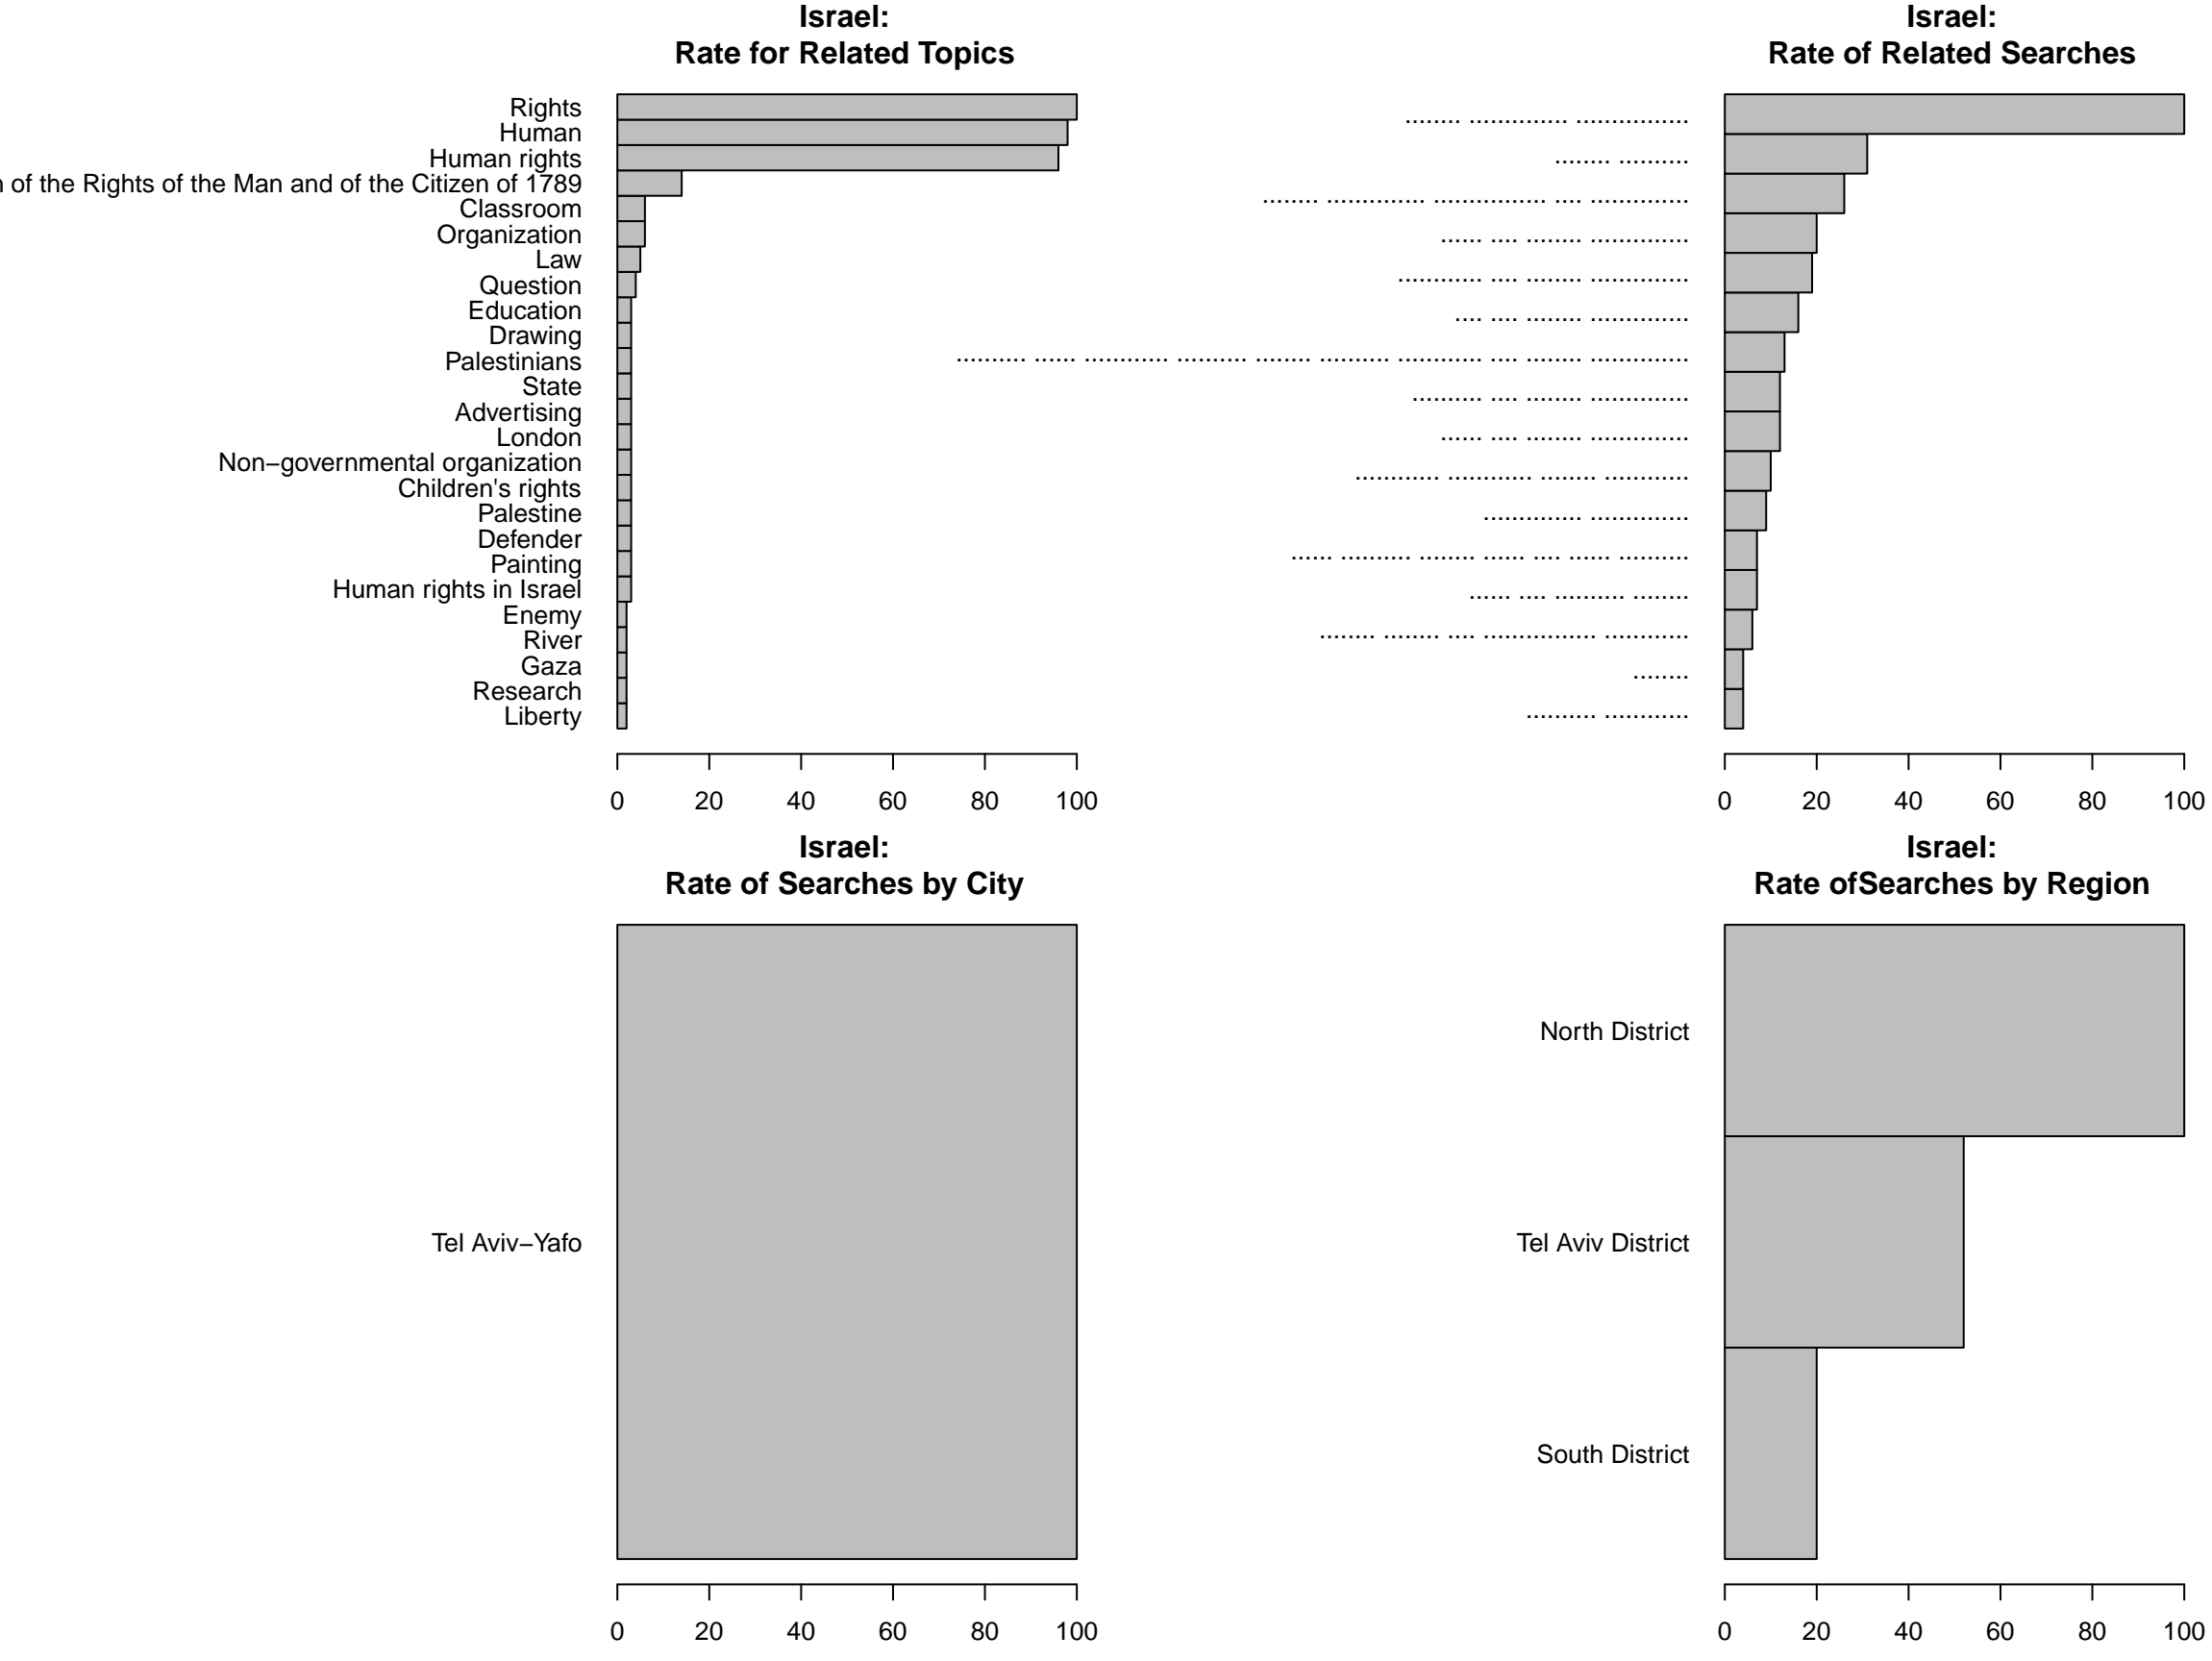 Israel:
Rate for Related Topics
Rights
Human
Human rights
of the Rights of the Man and of the Citizen of 1789
Classroom
Organization
Law
Question
Education
Drawing
Palestinians
State
Advertising
London
Non−governmental organization
Children's rights
Palestine
Defender
Painting
Human rights in Israel
Enemy
River
Gaza
Research
Liberty
0 20 40 60 80 100
Israel:
Rate of Related Searches
........ .............. ................
........ ..........
........ .............. ................ .... ..............
...... .... ........ ..............
............ .... ........ ..............
.... .... ........ ..............
.......... ...... ............ .......... ........ .......... ............ .... ........ ..............
.......... .... ........ ..............
...... .... ........ ..............
............ ............ ........ ............
.............. ..............
...... .......... ........ ...... .... ...... ..........
...... .... .......... ........
........ ........ .... ................ ............
........
.......... ............
0 20 40 60 80 100
Israel:
Rate of Searches by City
Tel Aviv−Yafo
0 20 40 60 80 100
Israel:
Rate ofSearches by Region
North District
Tel Aviv District
South District
0 20 40 60 80 100